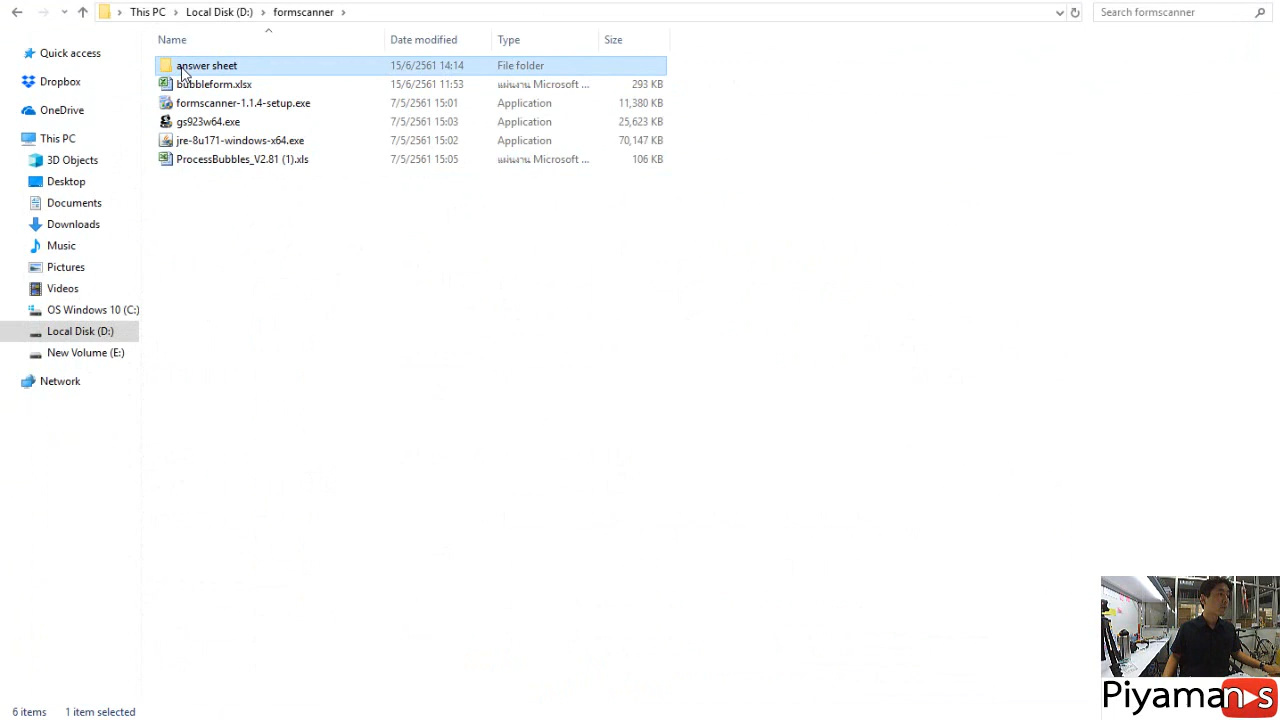 This PC > Local Disk (D:) > formscanner >
Search formscanner
Name Date modified Type Size
Quick access
Dropbox
OneDrive
This PC
3D Objects
Desktop
Documents
Downloads
Music
Pictures
Videos
OS Windows 10 (C:)
Local Disk (D:)
New Volume (E:)
Network
answer sheet 15/6/2561 14:14 File folder
bubbleform.xlsx 15/6/2561 11:53 แผ่นงาน Microsoft ... 293 KB
formscanner-1.1.4-setup.exe 7/5/2561 15:01 Application 11,380 KB
gs923w64.exe 7/5/2561 15:03 Application 25,623 KB
jre-8u171-windows-x64.exe 7/5/2561 15:02 Application 70,147 KB
ProcessBubbles_V2.81 (1).xls 7/5/2561 15:05 แผ่นงาน Microsoft ... 106 KB
6 items 1 item selected
Piyamans